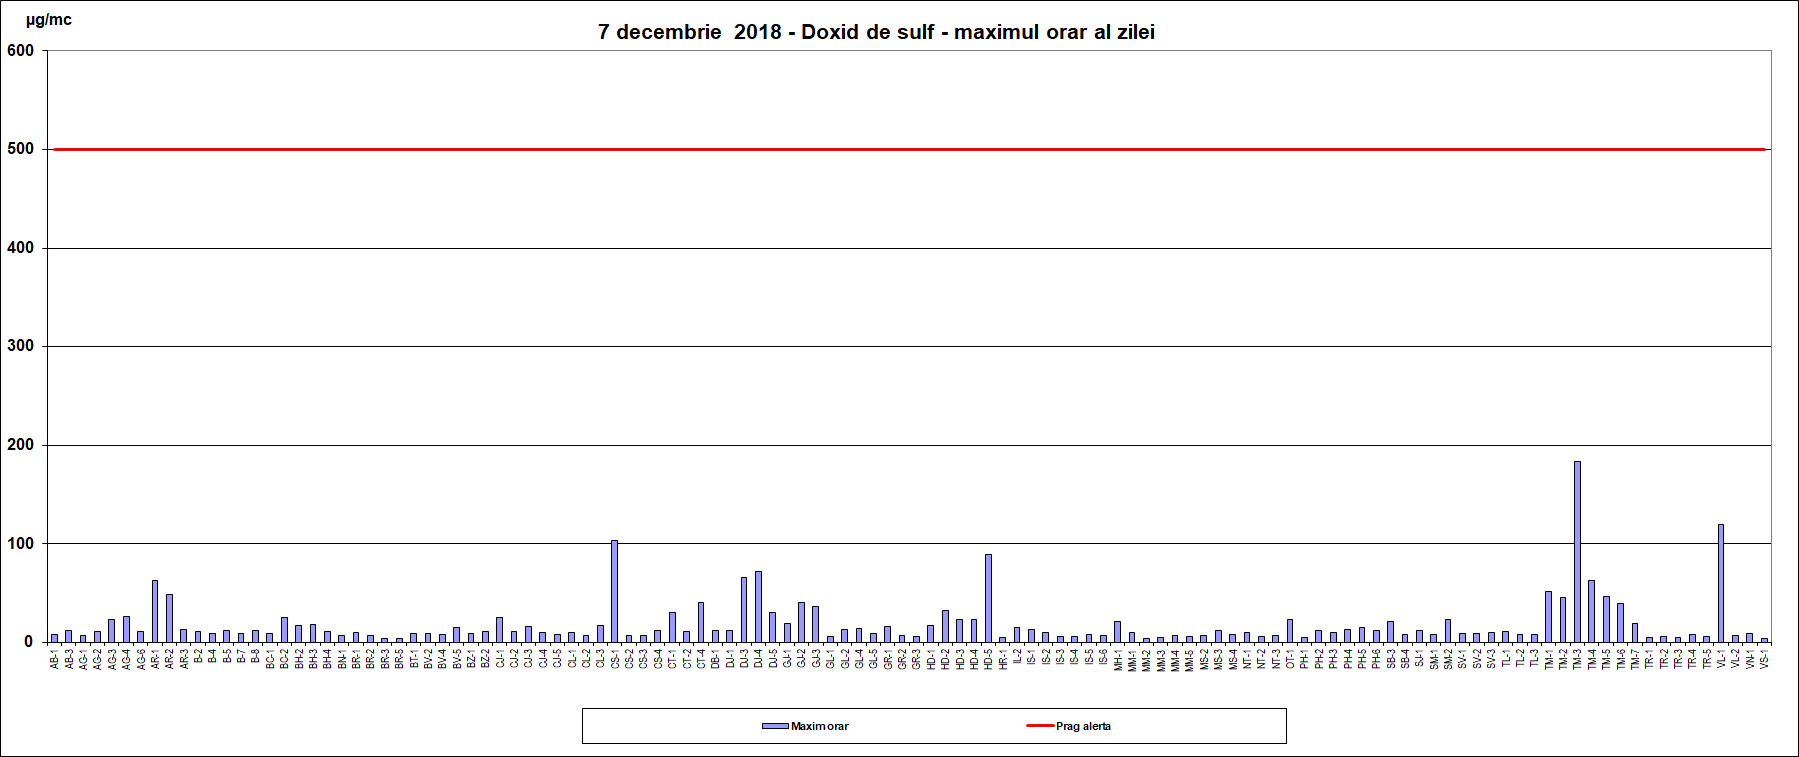 µg/mc
7 decembrie 2018 - Doxid de sulf - maximul orar al zilei
600
500
400
300
200
100
0
AB-1 AB-3 AG-1 AG-2 AG-3 AG-4 AG-6 AR-1 AR-2 AR-3 B-2 B-4 B-5 B-7 B-8 BC-1 BC-2 BH-2 BH-3 BH-4 BN-1 BR-1 BR-2 BR-3 BR-5 BT-1 BV-2 BV-4 BV-5 BZ-1 BZ-2 CJ-1 CJ-2 CJ-3 CJ-4 CJ-5 CL-1 CL-2 CL-3 CS-1 CS-2 CS-3 CS-4 CT-1 CT-2 CT-4 DB-1 DJ-1 DJ-3 DJ-4 DJ-5 GJ-1 GJ-2 GJ-3 GL-1 GL-2 GL-4 GL-5 GR-1 GR-2 GR-3 HD-1 HD-2 HD-3 HD-4 HD-5 HR-1 IL-2 IS-1 IS-2 IS-3 IS-4 IS-5 IS-6 MH-1 MM-1 MM-2 MM-3 MM-4 MM-5 MS-2 MS-3 MS-4 NT-1 NT-2 NT-3 OT-1 PH-1 PH-2 PH-3 PH-4 PH-5 PH-6 SB-3 SB-4 SJ-1 SM-1 SM-2 SV-1 SV-2 SV-3 TL-1 TL-2 TL-3 TM-1 TM-2 TM-3 TM-4 TM-5 TM-6 TM-7 TR-1 TR-2 TR-3 TR-4 TR-5 VL-1 VL-2 VN-1 VS-1
Maxim orar
Prag alerta